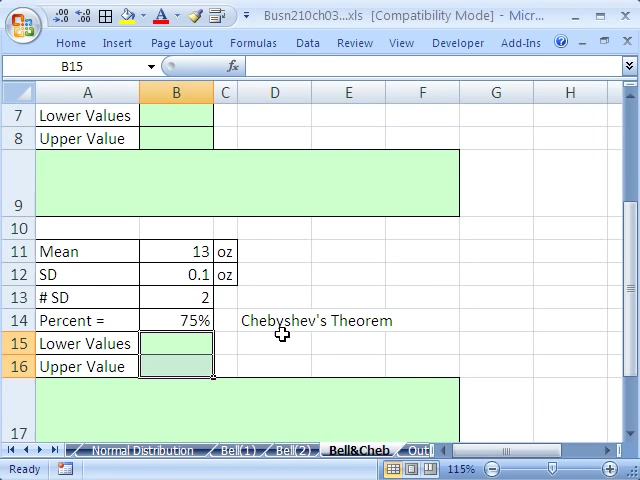 Busn210ch03...xls [Compatibility Mode] - Micr...
Home Insert Page Layout Formulas Data Review View Developer Add-Ins
B15 fx
A B C D E F G H
7 Lower Values
8 Upper Value
9
10
11 Mean 13 oz
12 SD 0.1 oz
13 # SD 2
14 Percent = 75% Chebyshev's Theorem
15 Lower Values
16 Upper Value
17
Normal Distribution Bell(1) Bell(2) Bell&Cheb Outl
Ready 115%